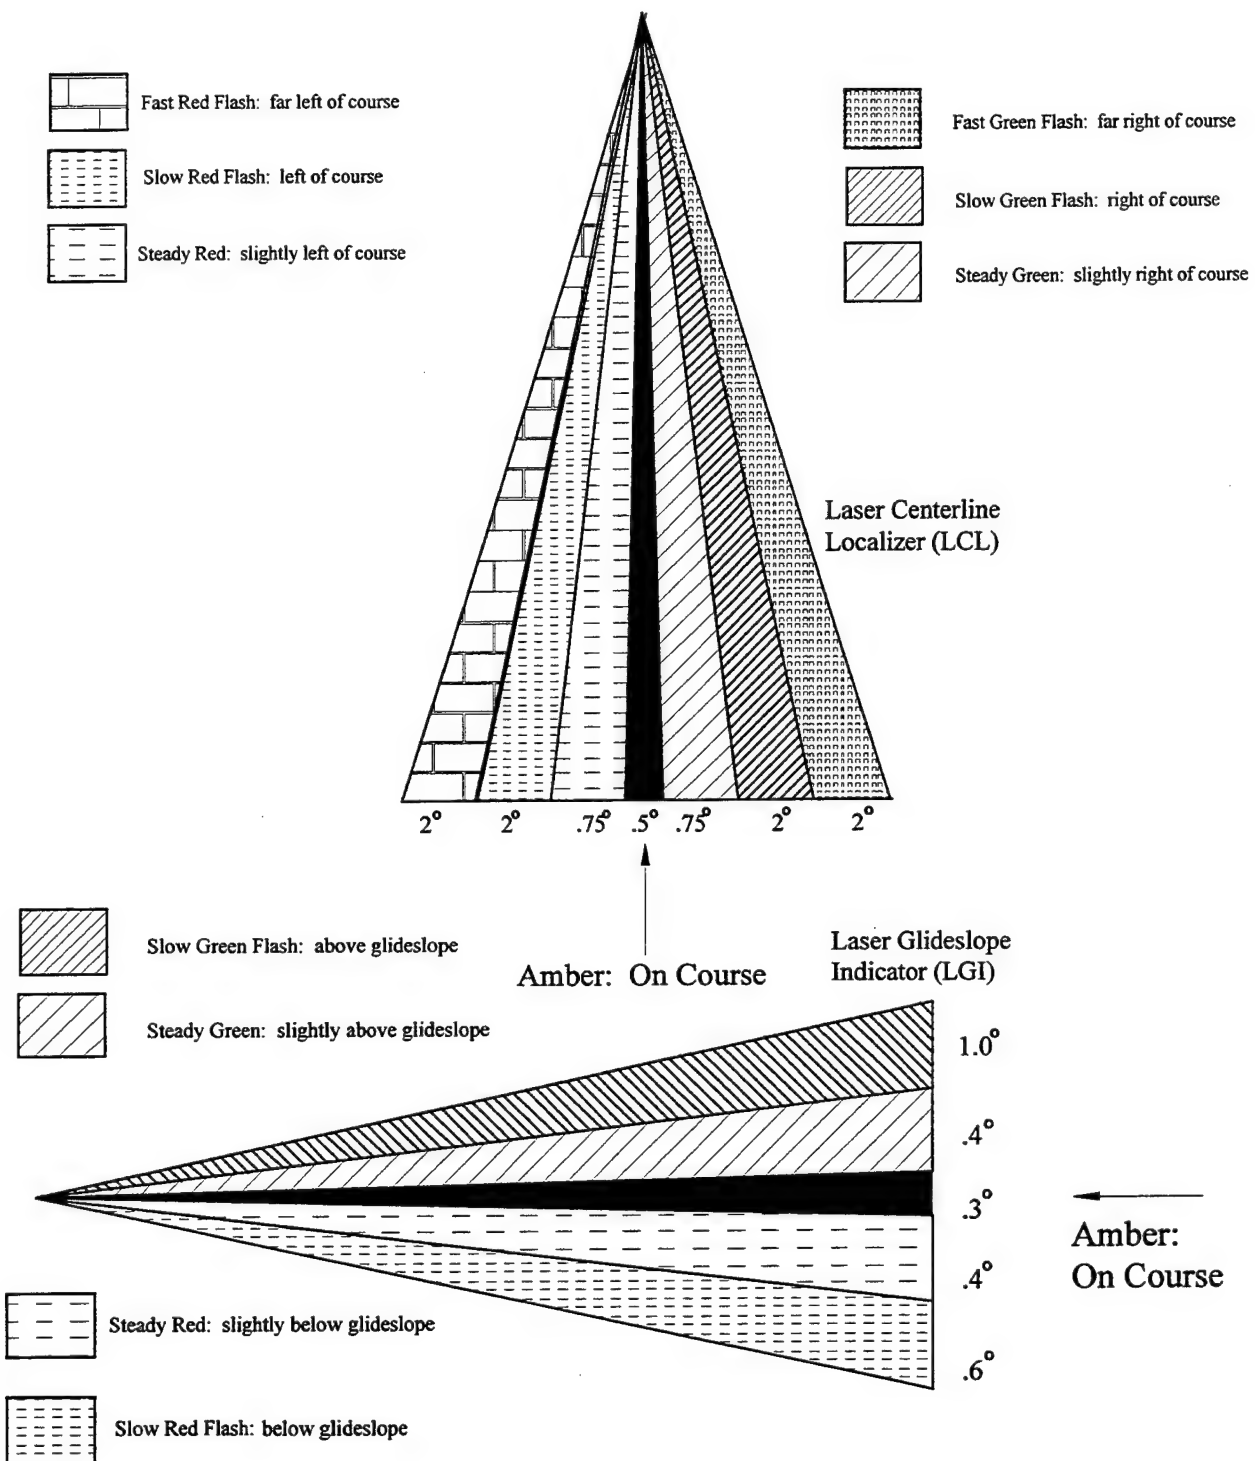 Fast Red Flash: far left of course
Slow Red Flash: left of course
Steady Red: slightly left of course
Fast Green Flash: far right of course
Slow Green Flash: right of course
Steady Green: slightly right of course
Laser Centerline
Localizer (LCL)
2° 2° .75° .5° .75° 2° 2°
Amber: On Course
Slow Green Flash: above glideslope
Steady Green: slightly above glideslope
Laser Glideslope
Indicator (LGI)
1.0°
.4°
.3°
.4°
.6°
Amber:
On Course
Steady Red: slightly below glideslope
Slow Red Flash: below glideslope